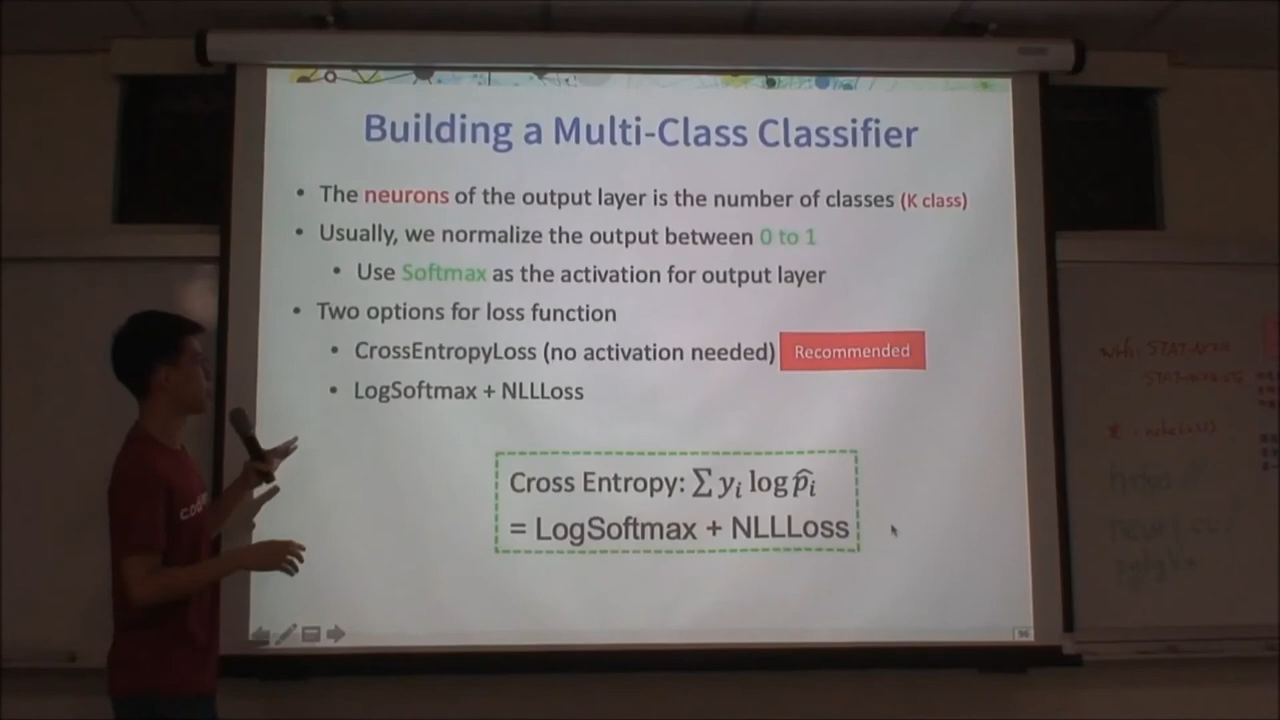 Building a Multi-Class Classifier
• The neurons of the output layer is the number of classes (K class)
• Usually, we normalize the output between 0 to 1
• Use Softmax as the activation for output layer
• Two options for loss function
• CrossEntropyLoss (no activation needed) Recommended
• LogSoftmax + NLLLoss
Cross Entropy: ∑ yᵢ log p̂ᵢ
= LogSoftmax + NLLLoss
96